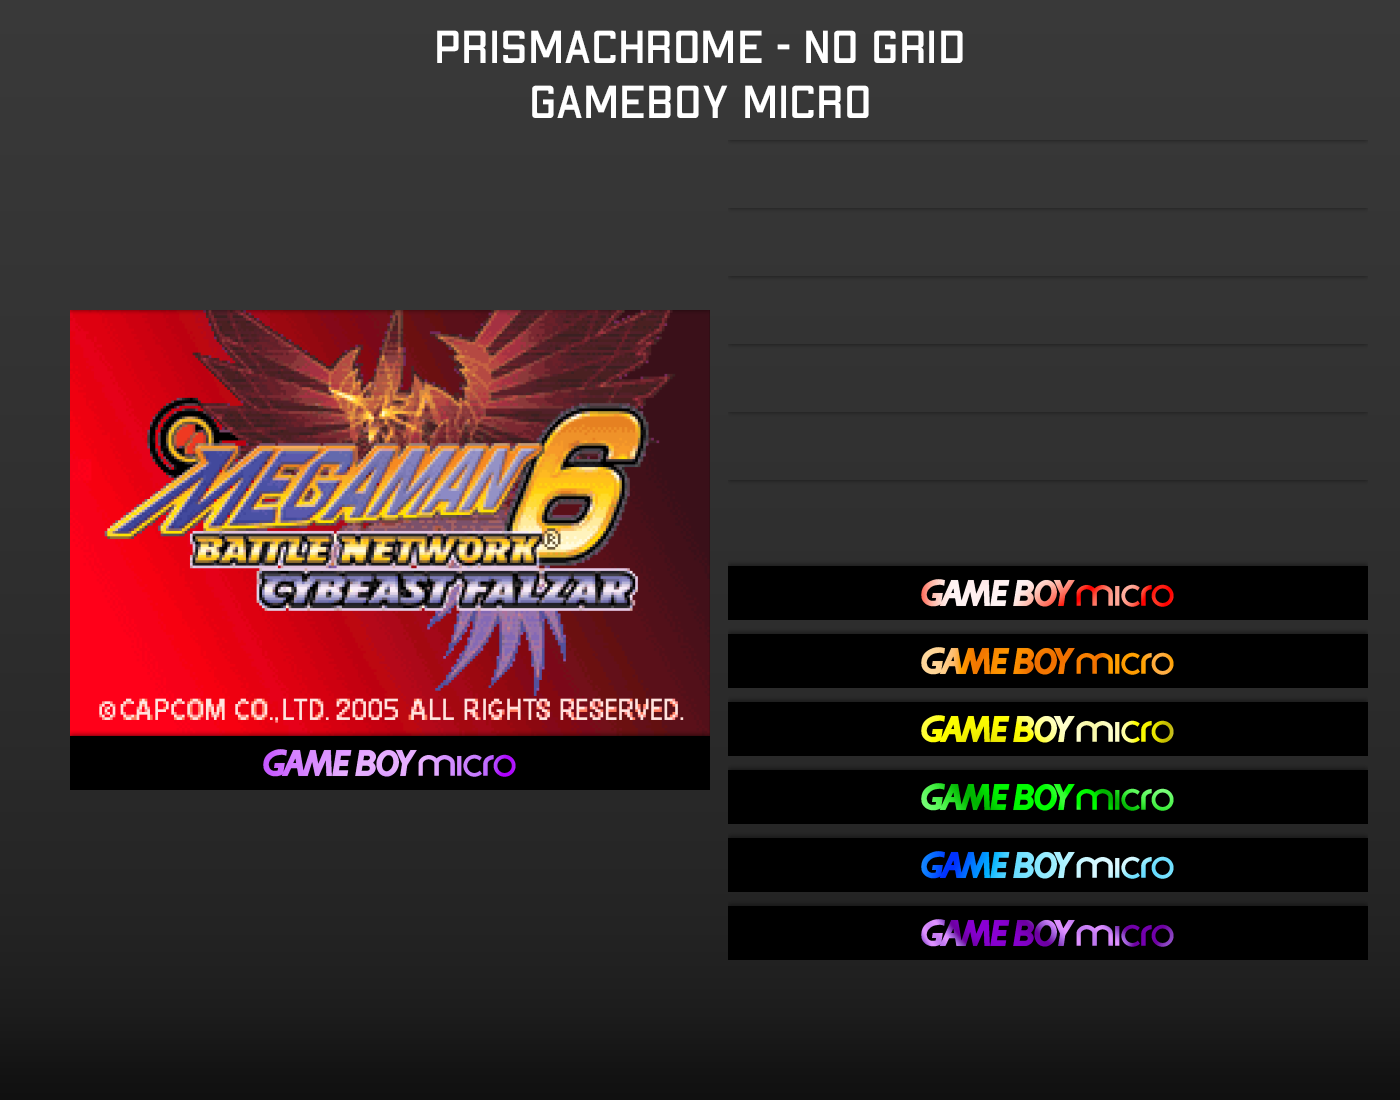 PRISMACHROME - NO GRID
GAMEBOY MICRO
MEGAMAN 6
BATTLE NETWORK®
CYBEAST FALZAR
©CAPCOM CO.,LTD. 2005 ALL RIGHTS RESERVED.
GAME BOY micro
GAME BOY micro
GAME BOY micro
GAME BOY micro
GAME BOY micro
GAME BOY micro
GAME BOY micro